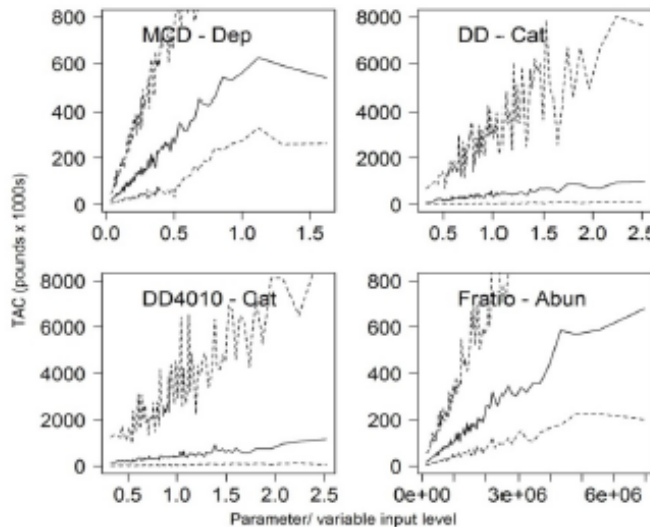 MCD - Dep
800
600
400
200
0
0.0 0.5 1.0 1.5
DD - Cat
8000
6000
4000
2000
0
0.5 1.0 1.5 2.0 2.5
TAC (pounds x 1000s)
DD4010 - Cat
8000
6000
4000
2000
0
0.5 1.0 1.5 2.0 2.5
Fratio - Abun
800
600
400
200
0
0e+00 3e+06 6e+06
Parameter/ variable input level